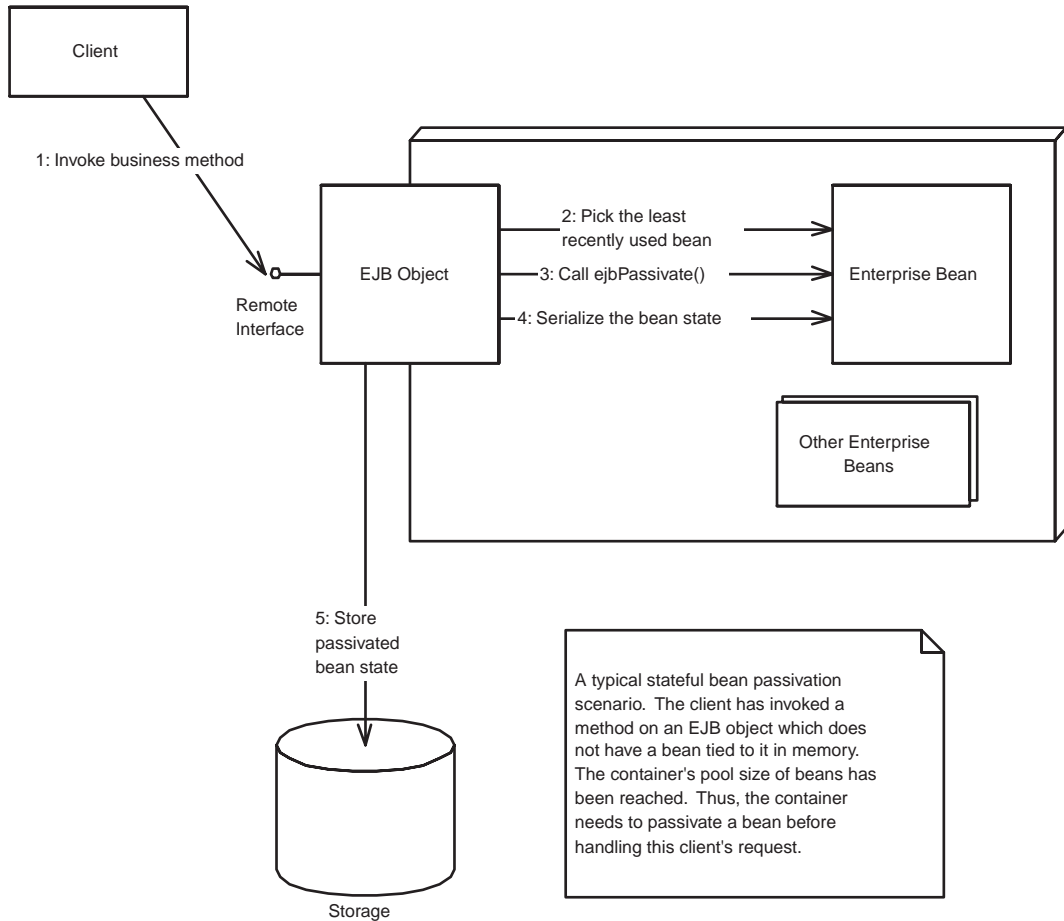 Client
1: Invoke business method
2: Pick the least
recently used bean
EJB Object
3: Call ejbPassivate()
Enterprise Bean
Remote
Interface
4: Serialize the bean state
Other Enterprise
Beans
5: Store
passivated
bean state
A typical stateful bean passivation
scenario. The client has invoked a
method on an EJB object which does
not have a bean tied to it in memory.
The container's pool size of beans has
been reached. Thus, the container
needs to passivate a bean before
handling this client's request.
Storage